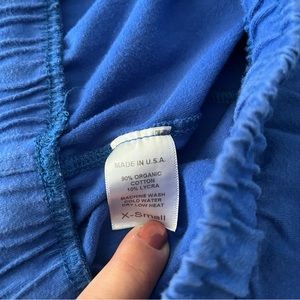 MADE IN U.S.A.
90% ORGANIC
COTTON
10% LYCRA
MACHINE WASH
COLD WATER
DRY LOW HEAT
X-Small